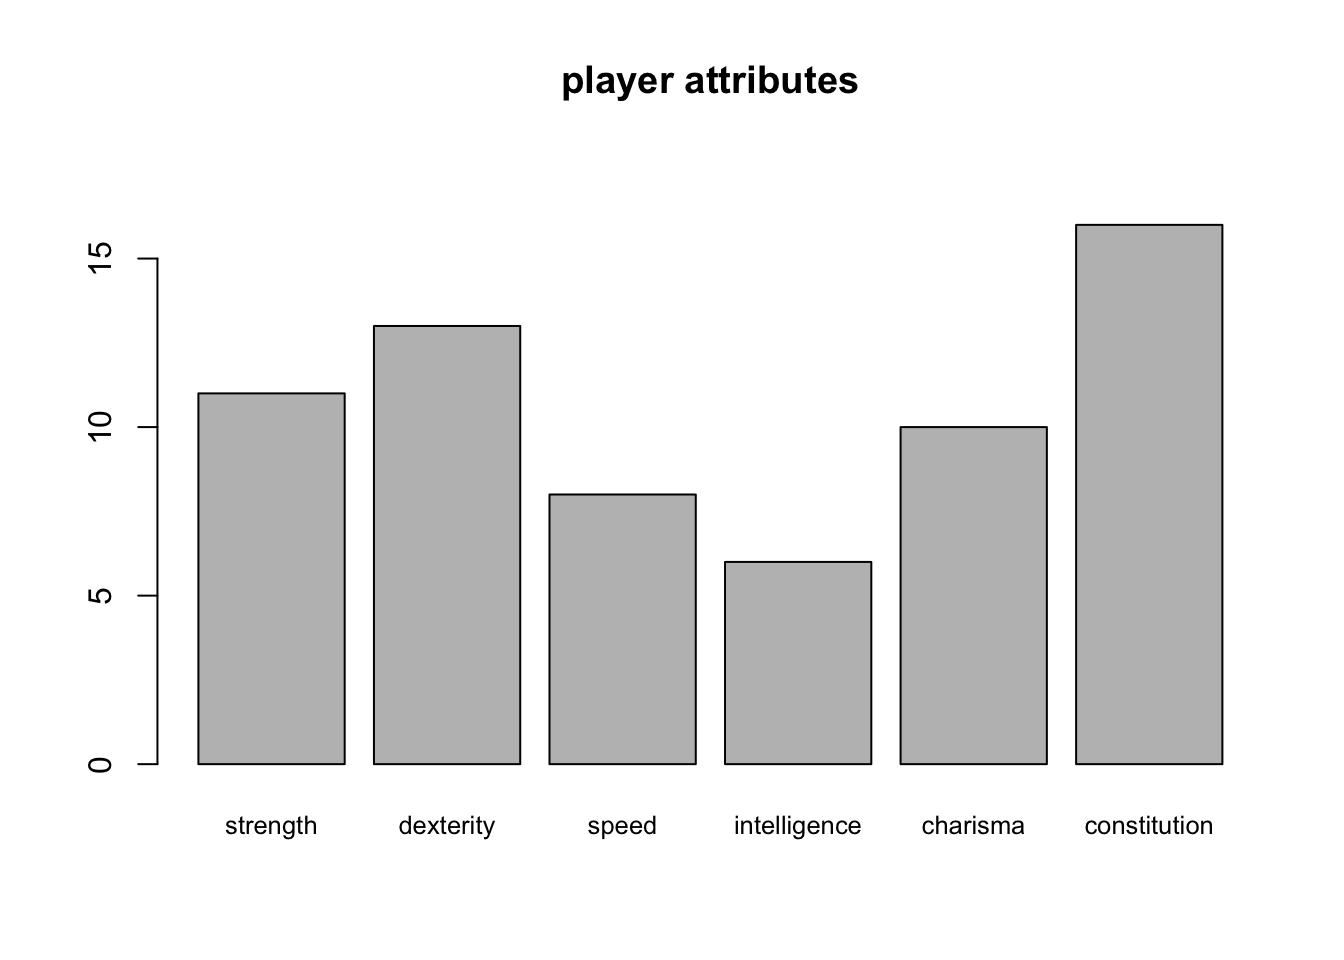 player attributes
15
10
5
0
strength dexterity speed intelligence charisma constitution